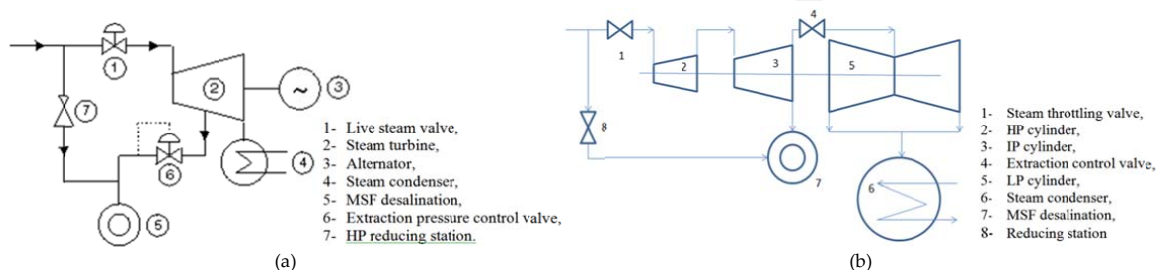 1
2
3
~
4
5
6
7
1- Live steam valve,
2- Steam turbine,
3- Alternator,
4- Steam condenser,
5- MSF desalination,
6- Extraction pressure control valve,
7- HP reducing station.
(a)
4
1
2
3
5
8
7
6
1- Steam throttling valve,
2- HP cylinder,
3- IP cylinder,
4- Extraction control valve,
5- LP cylinder,
6- Steam condenser,
7- MSF desalination,
8- Reducing station
(b)